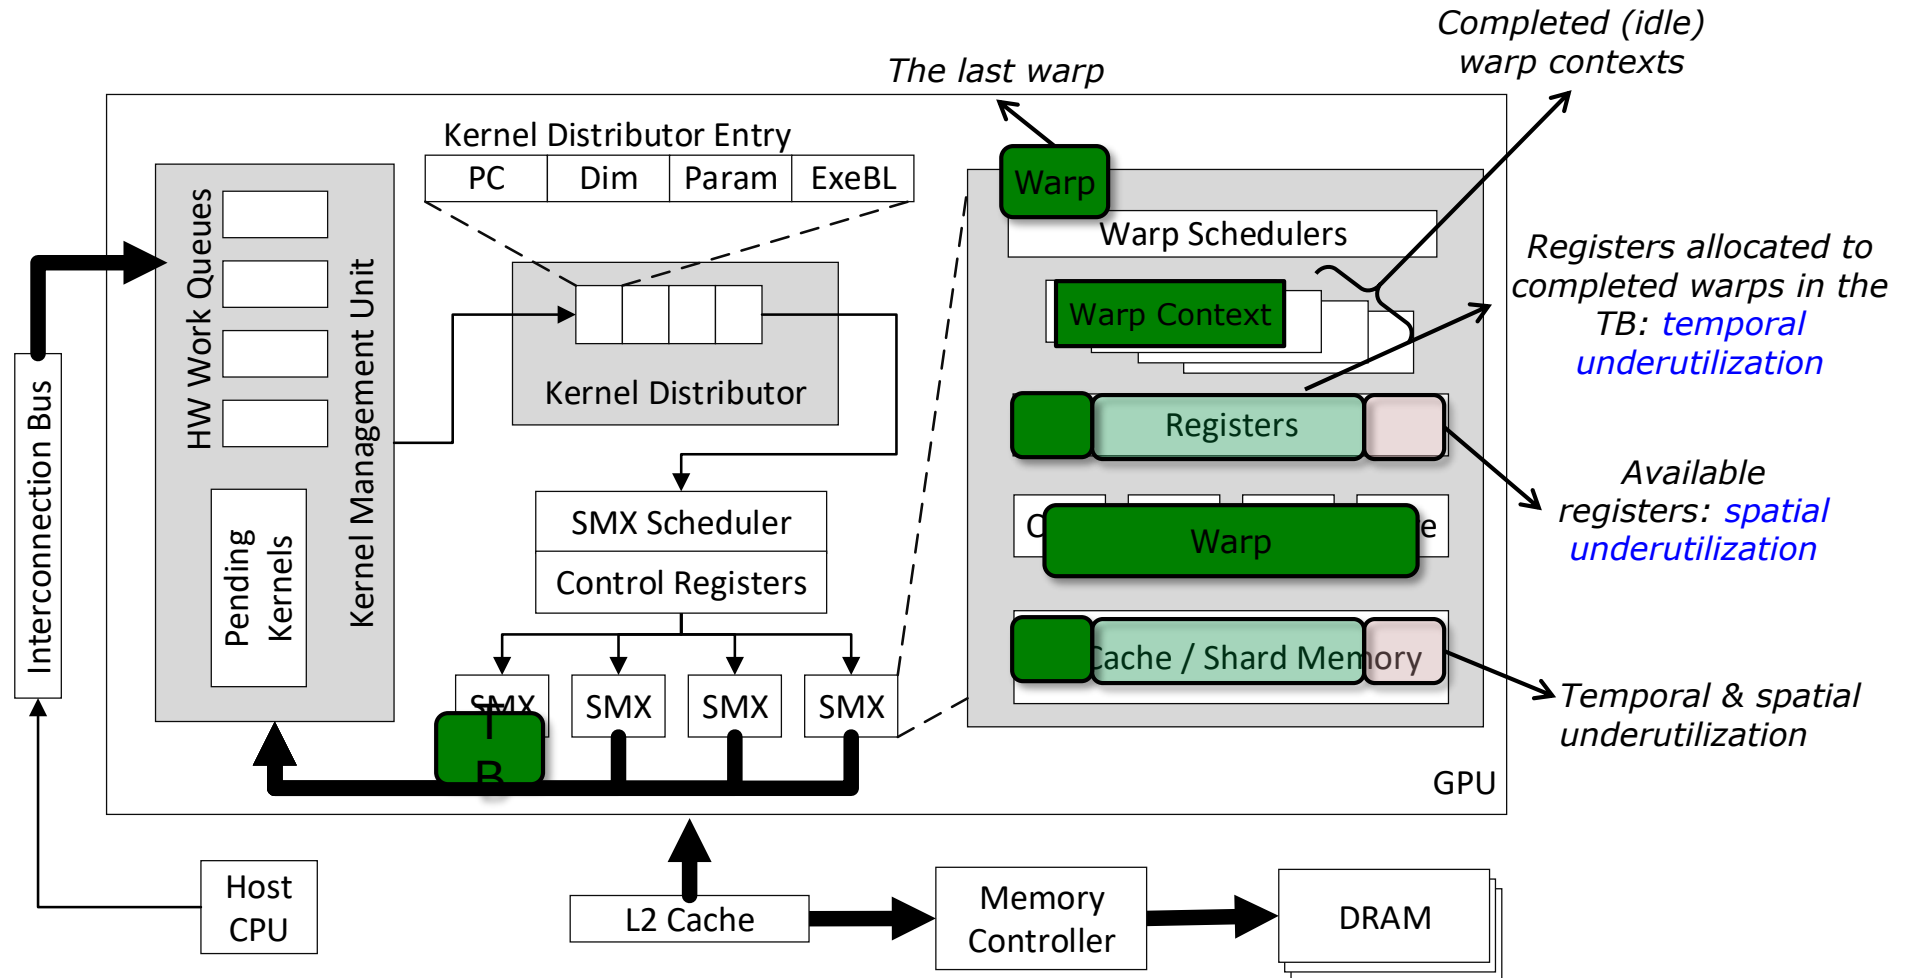 Completed (idle)
warp contexts
The last warp
Kernel Distributor Entry
PC Dim Param ExeBL
Warp
Warp Schedulers
Warp Context
Registers allocated to
completed warps in the
TB: temporal
underutilization
HW Work Queues
Kernel Management Unit
Pending
Kernels
Interconnection Bus
Kernel Distributor
Registers
Available
registers: spatial
underutilization
SMX Scheduler
Control Registers
C
Warp
e
Cache / Shard Memory
SMX SMX SMX SMX
T
B
Temporal & spatial
underutilization
GPU
Host
CPU
L2 Cache
Memory
Controller
DRAM